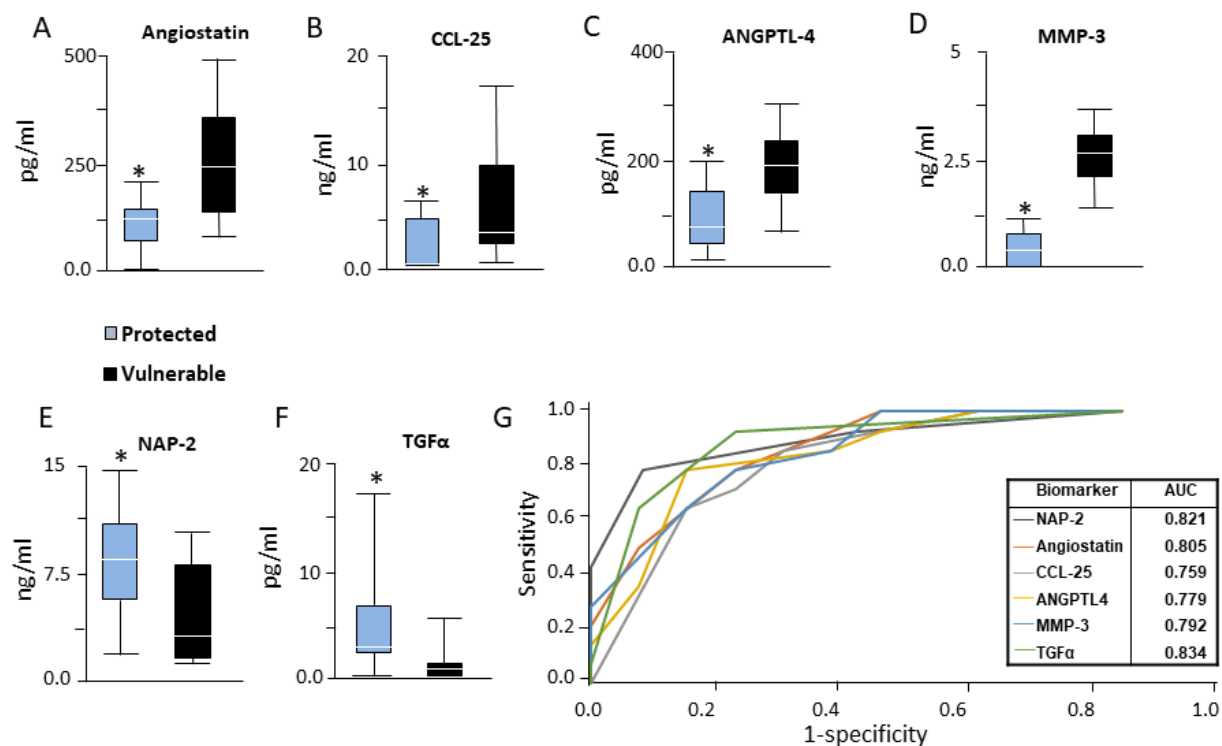 A
Angiostatin
500
250
0.0
pg/ml
*
B
CCL-25
20
10
0.0
ng/ml
*
C
ANGPTL-4
400
200
0.0
pg/ml
*
D
MMP-3
5
2.5
0.0
ng/ml
*
Protected
Vulnerable
E
NAP-2
15
7.5
0.0
ng/ml
*
F
TGFα
20
10
0.0
pg/ml
*
G
1.0
0.8
0.6
0.4
0.2
0.0
Sensitivity
0.0 0.2 0.4 0.6 0.8 1.0
1-specificity
Biomarker AUC
NAP-2 0.821
Angiostatin 0.805
CCL-25 0.759
ANGPTL4 0.779
MMP-3 0.792
TGFα 0.834